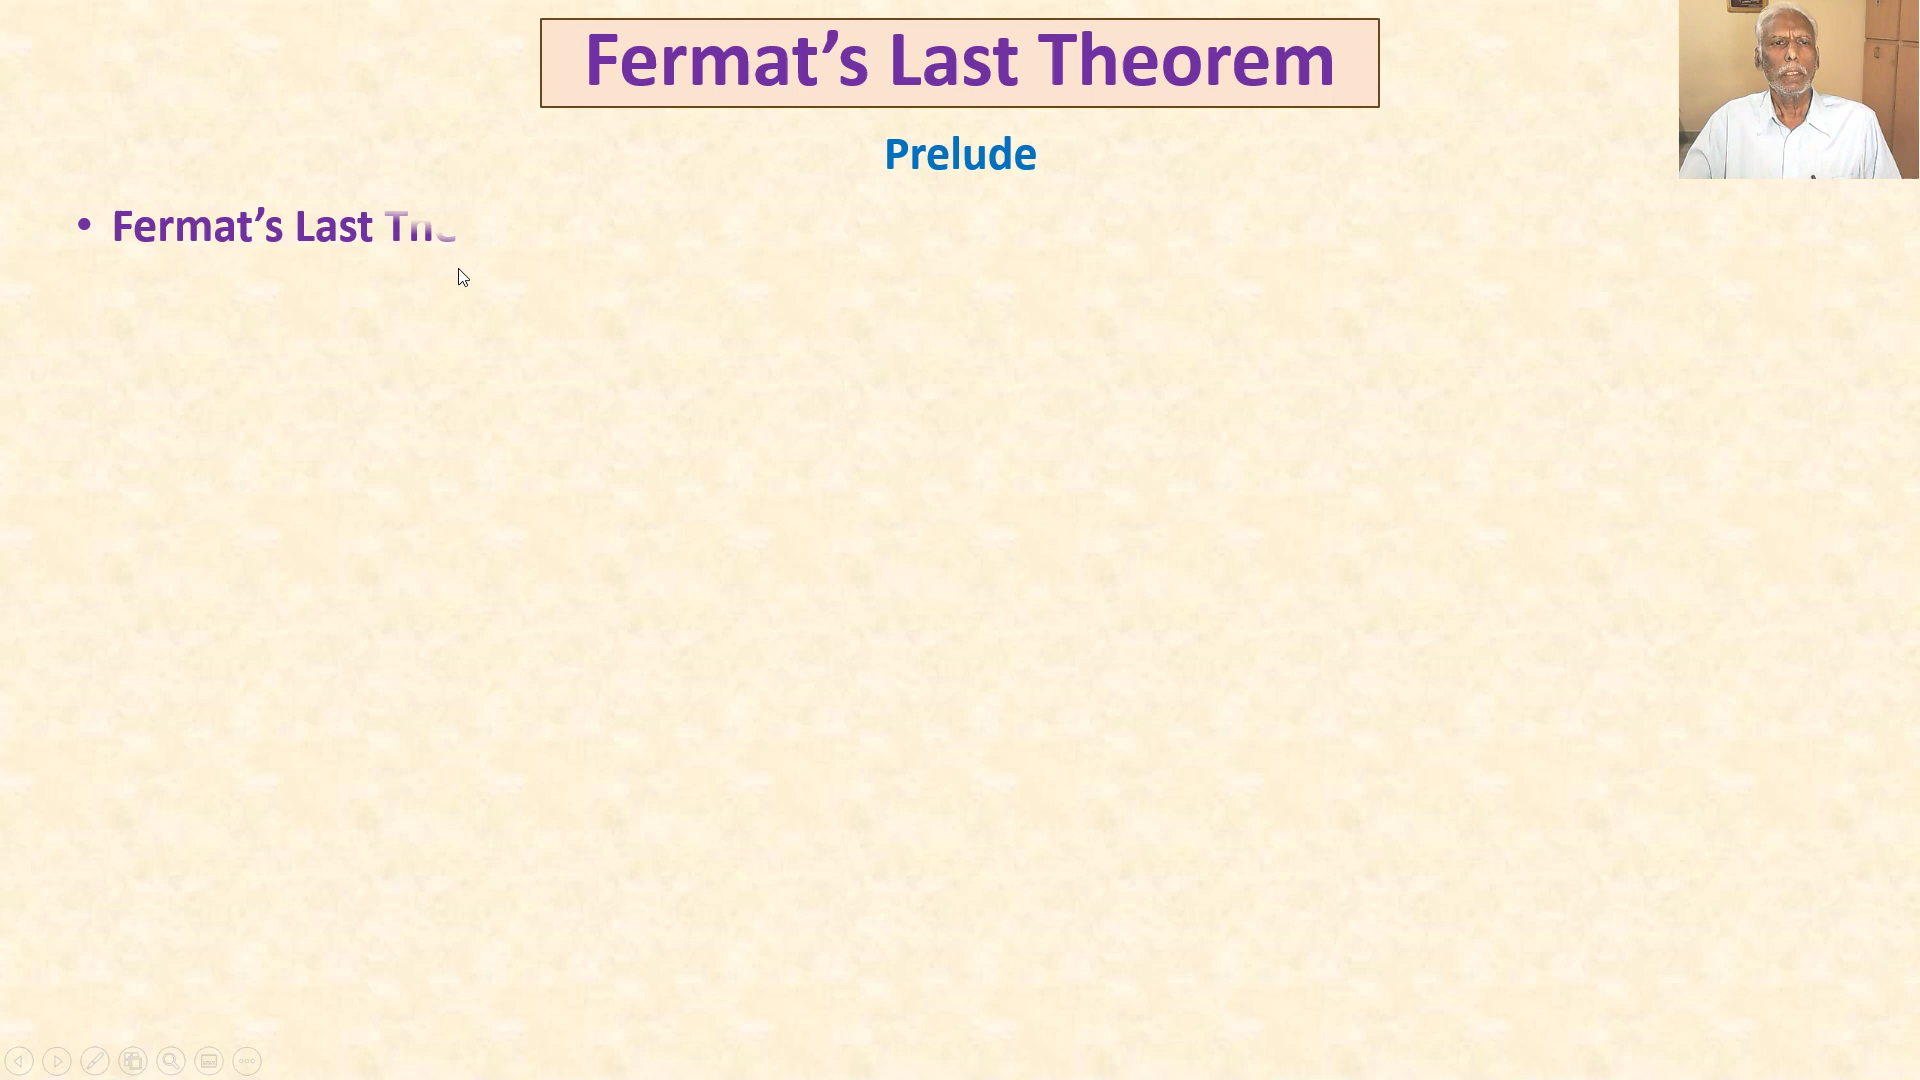 Fermat’s Last Theorem
Prelude
• Fermat’s Last